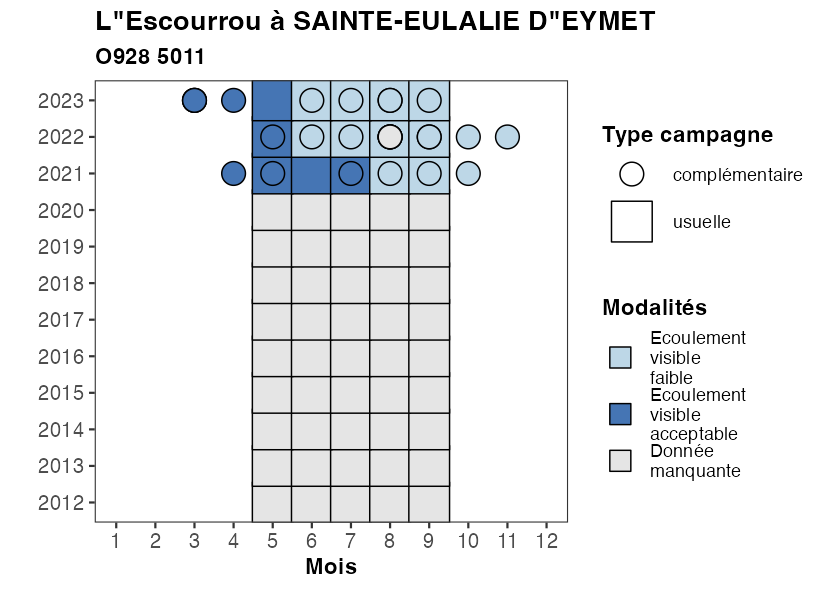 L"Escourrou à SAINTE-EULALIE D"EYMET
O928 5011
2023
2022
2021
2020
2019
2018
2017
2016
2015
2014
2013
2012
1 2 3 4 5 6 7 8 9 10 11 12
Mois
Type campagne
complémentaire
usuelle
Modalités
Ecoulement
visible
faible
Ecoulement
visible
acceptable
Donnée
manquante